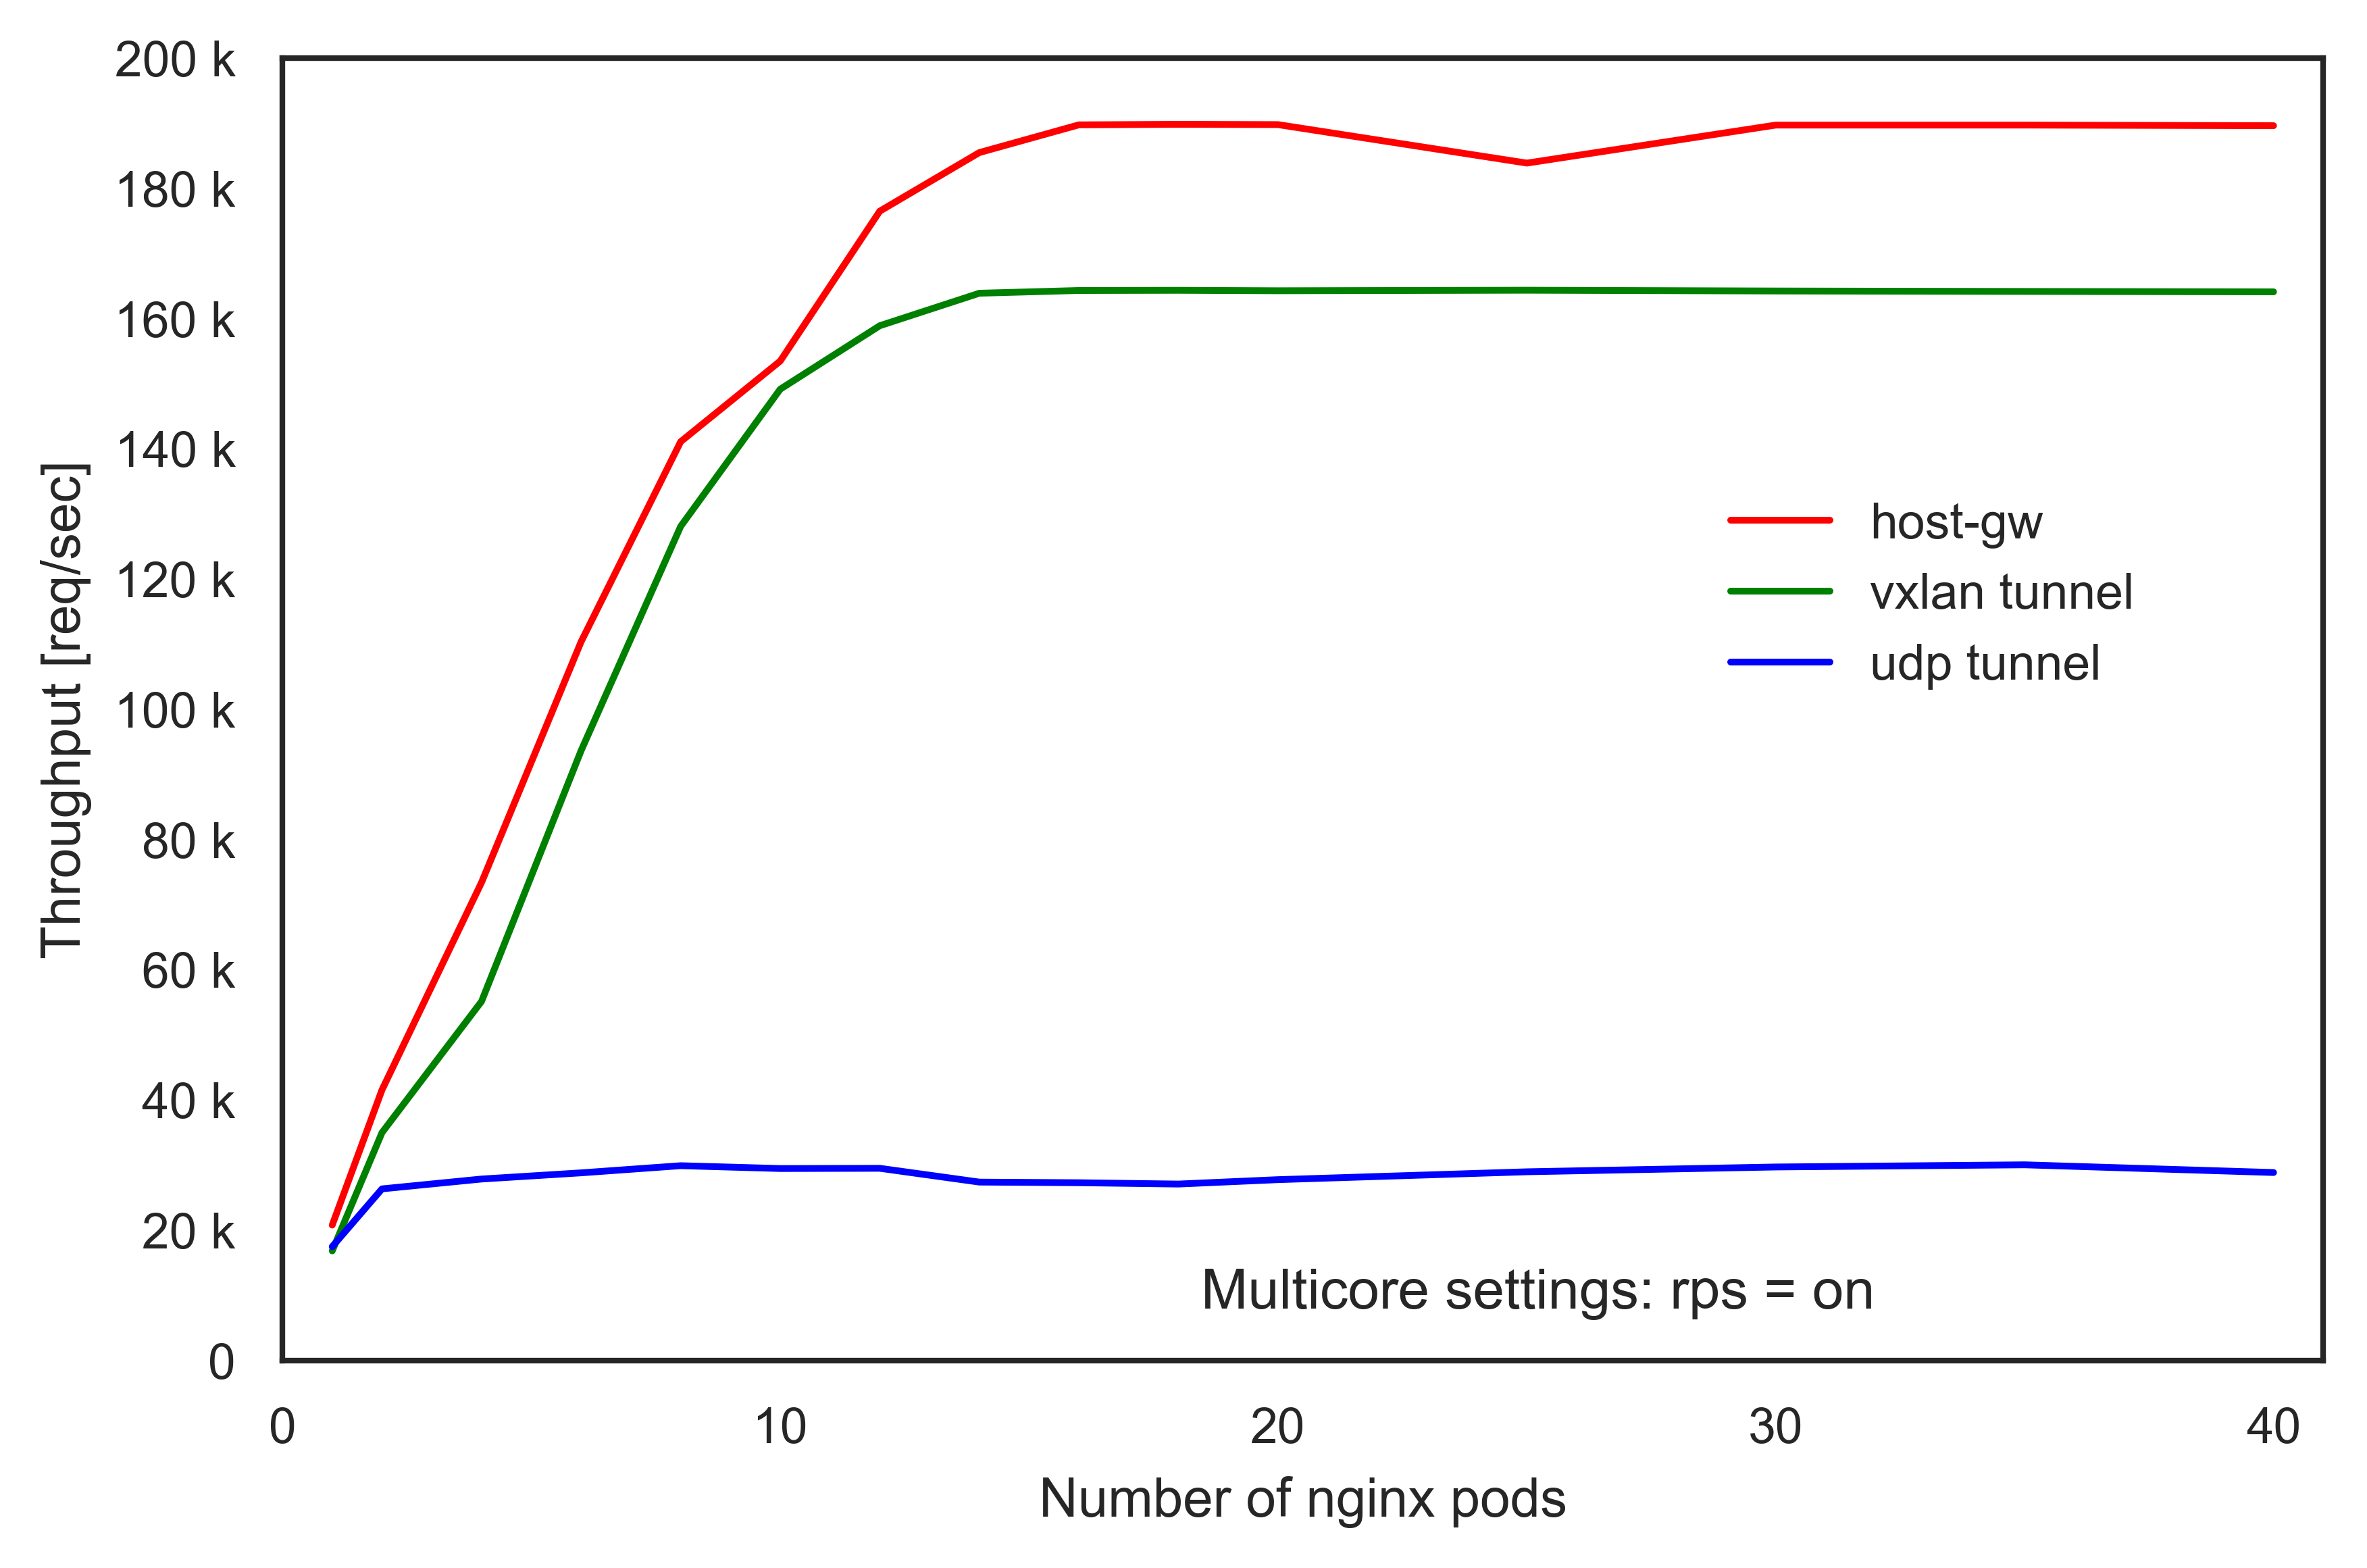 200 k
180 k
160 k
140 k
120 k
100 k
80 k
60 k
40 k
20 k
0
Throughput [req/sec]
host-gw
vxlan tunnel
udp tunnel
Multicore settings: rps = on
0 10 20 30 40
Number of nginx pods